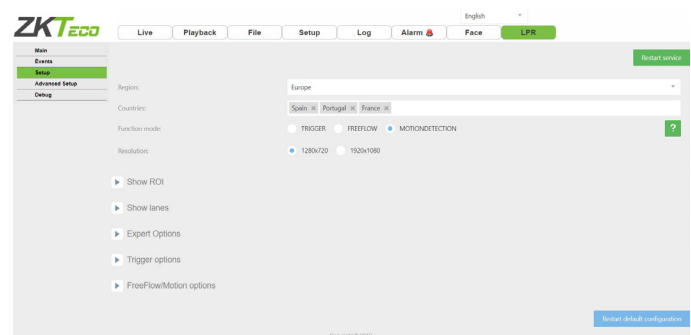 English
ZKTeco
Live Playback File Setup Log Alarm Face LPR
Main
Events
Setup
Advanced Setup
Debug
Restart service
Region: Europe
Countries: Spain × Portugal × France ×
Function mode: TRIGGER FREEFLOW MOTIONDETECTION ?
Resolution: 1280x720 1920x1080
Show ROI
Show lanes
Expert Options
Trigger options
FreeFlow/Motion options
Restart default configuration